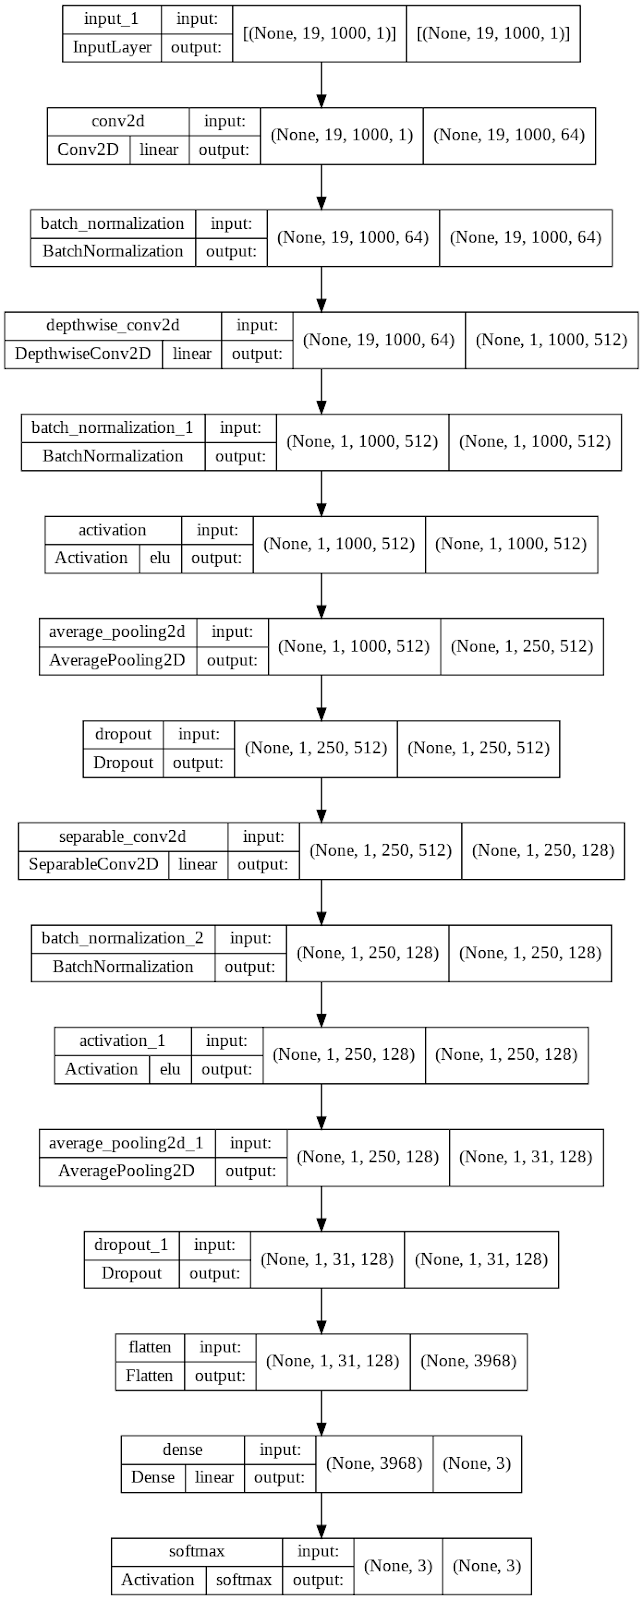 input_1 input: [(None, 19, 1000, 1)] [(None, 19, 1000, 1)]
InputLayer output:
conv2d input: (None, 19, 1000, 1) (None, 19, 1000, 64)
Conv2D linear output:
batch_normalization input: (None, 19, 1000, 64) (None, 19, 1000, 64)
BatchNormalization output:
depthwise_conv2d input: (None, 19, 1000, 64) (None, 1, 1000, 512)
DepthwiseConv2D linear output:
batch_normalization_1 input: (None, 1, 1000, 512) (None, 1, 1000, 512)
BatchNormalization output:
activation input: (None, 1, 1000, 512) (None, 1, 1000, 512)
Activation elu output:
average_pooling2d input: (None, 1, 1000, 512) (None, 1, 250, 512)
AveragePooling2D output:
dropout input: (None, 1, 250, 512) (None, 1, 250, 512)
Dropout output:
separable_conv2d input: (None, 1, 250, 512) (None, 1, 250, 128)
SeparableConv2D linear output:
batch_normalization_2 input: (None, 1, 250, 128) (None, 1, 250, 128)
BatchNormalization output:
activation_1 input: (None, 1, 250, 128) (None, 1, 250, 128)
Activation elu output:
average_pooling2d_1 input: (None, 1, 250, 128) (None, 1, 31, 128)
AveragePooling2D output:
dropout_1 input: (None, 1, 31, 128) (None, 1, 31, 128)
Dropout output:
flatten input: (None, 1, 31, 128) (None, 3968)
Flatten output:
dense input: (None, 3968) (None, 3)
Dense linear output:
softmax input: (None, 3) (None, 3)
Activation softmax output: